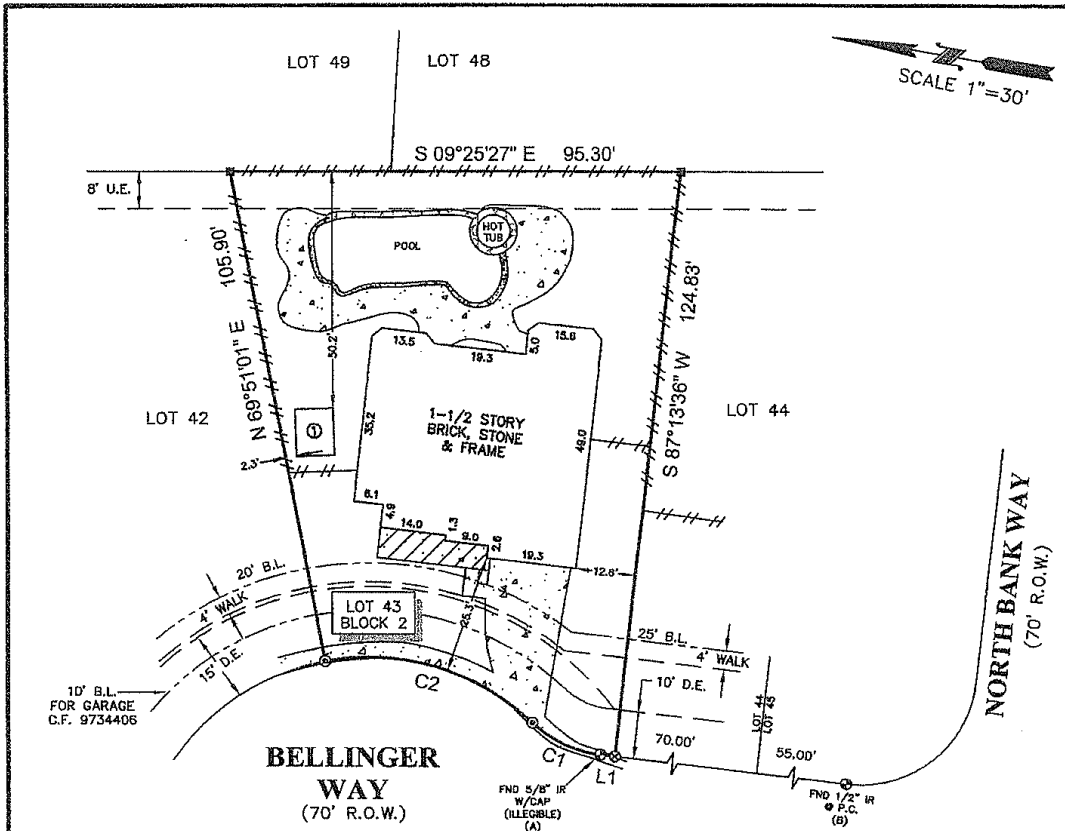 LOT 49
LOT 48
SCALE 1"=30'
S 09°25'27" E 95.30'
8' U.E.
HOT
TUB
POOL
N 69°51'01" E 105.90'
S 87°13'36" W 124.83'
50.2'
13.5
19.3
5.0
15.6
LOT 42
①
35.2
1-1/2 STORY
BRICK, STONE
& FRAME
49.0
LOT 44
2.3'
6.1
4.9
14.0
1.3
9.0
2.6
19.3
12.6'
20' B.L.
4' WALK
15' D.E.
LOT 43
BLOCK 2
25.3'
25' B.L.
4' WALK
10' D.E.
10' B.L.
FOR GARAGE
C.F. 9734406
C2
C1
L1
70.00'
LOT 44
LOT 45
55.00'
NORTH BANK WAY
(70' R.O.W.)
BELLINGER
WAY
(70' R.O.W.)
FND 5/8" IR
W/CAP
(ILLEGIBLE)
(A)
FND 1/2" IR
@ P.C.
(B)